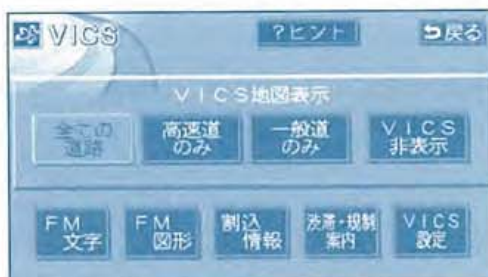 VICS ?ヒント 戻る
VICS地図表示
全ての 高速道 一般道 VICS
道路 のみ のみ 非表示
FM FM 割込 渋滞・規制 VICS
文字 図形 情報 案内 設定